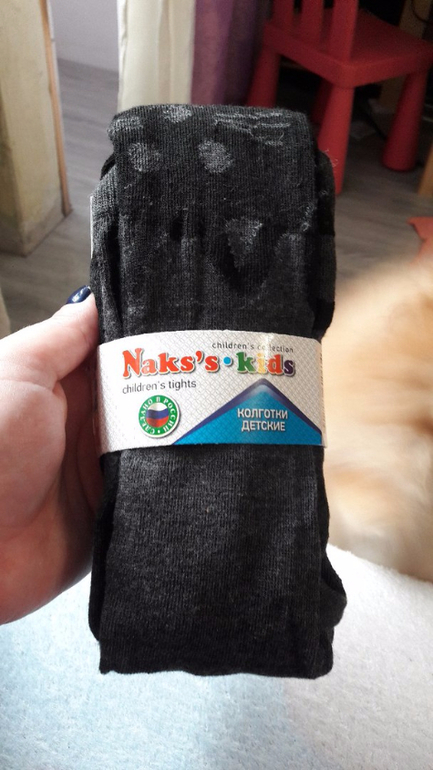 children's collection
Naks's•kids
children's tights
СДЕЛАНО В РОССИИ
КОЛГОТКИ
ДЕТСКИЕ